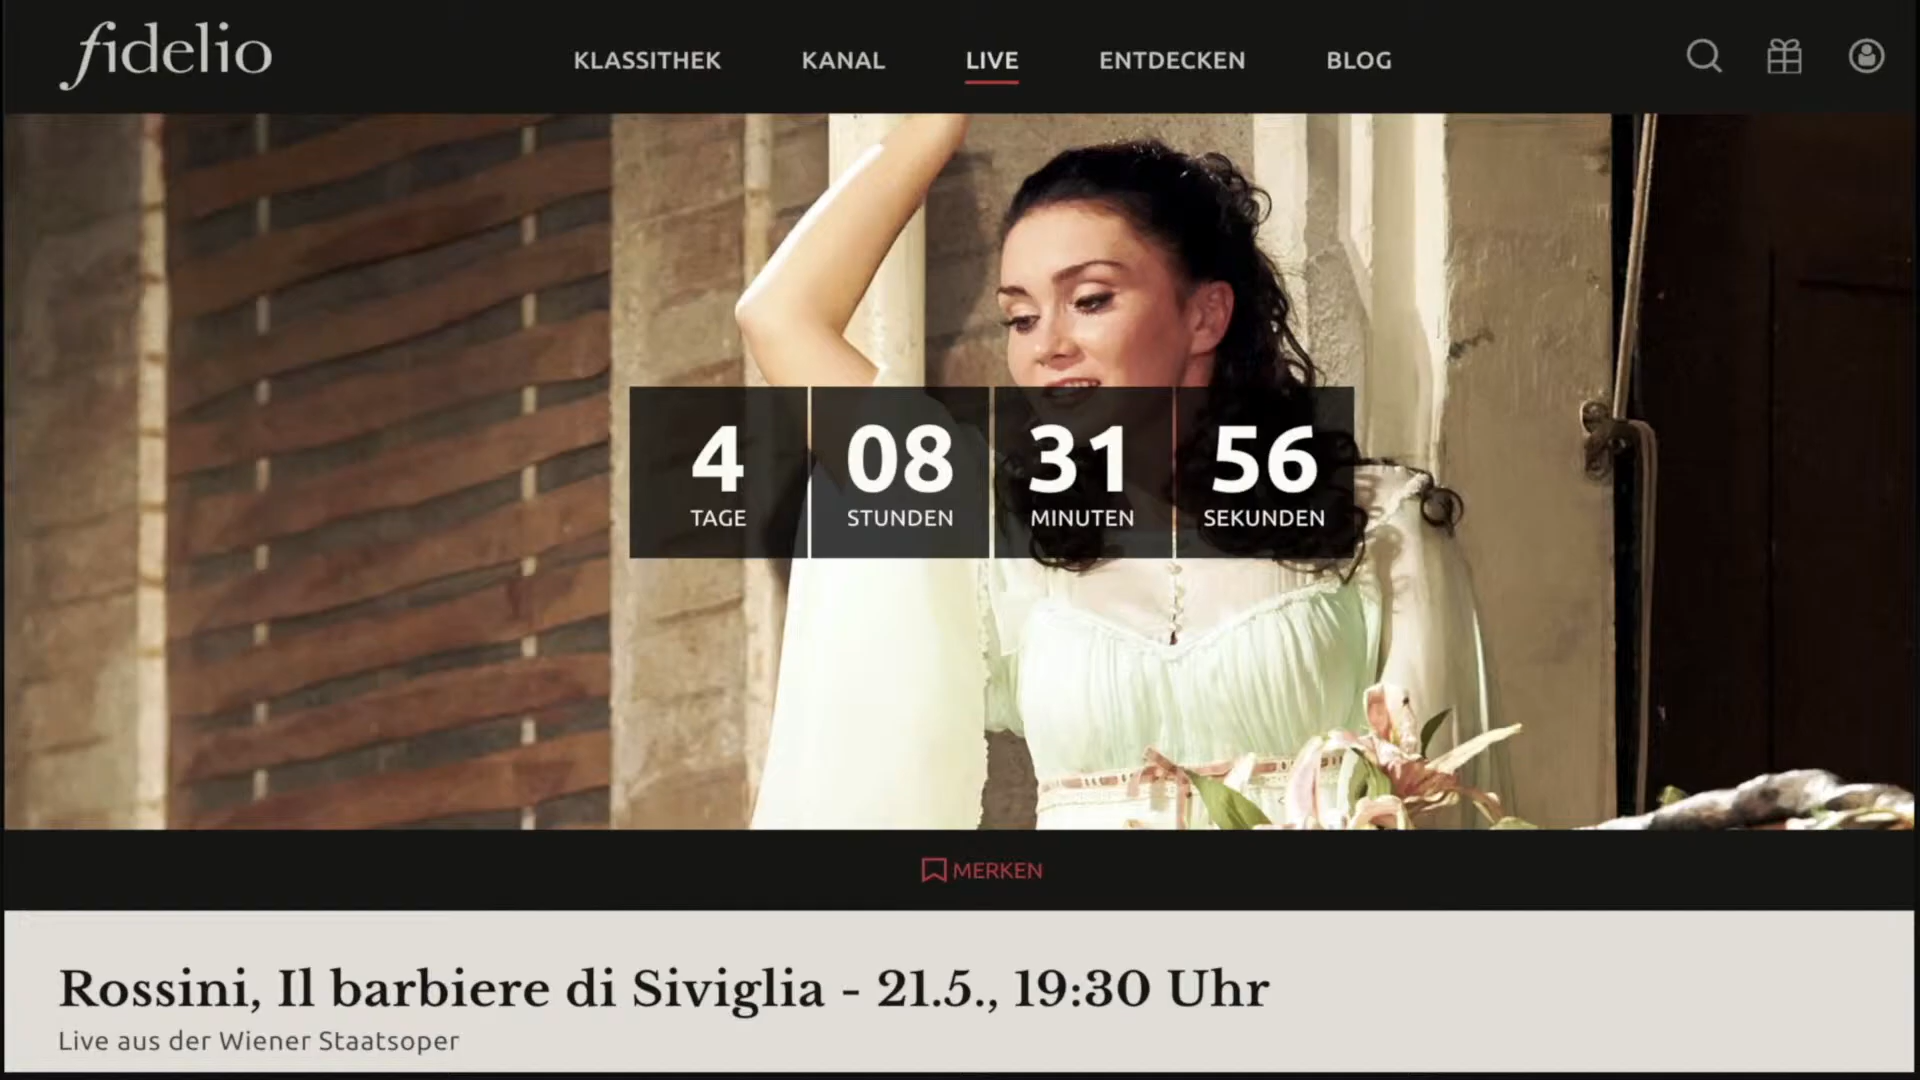 fidelio
KLASSITHEK KANAL LIVE ENTDECKEN BLOG
4 08 31 56
TAGE STUNDEN MINUTEN SEKUNDEN
MERKEN
Rossini, Il barbiere di Siviglia - 21.5., 19:30 Uhr
Live aus der Wiener Staatsoper